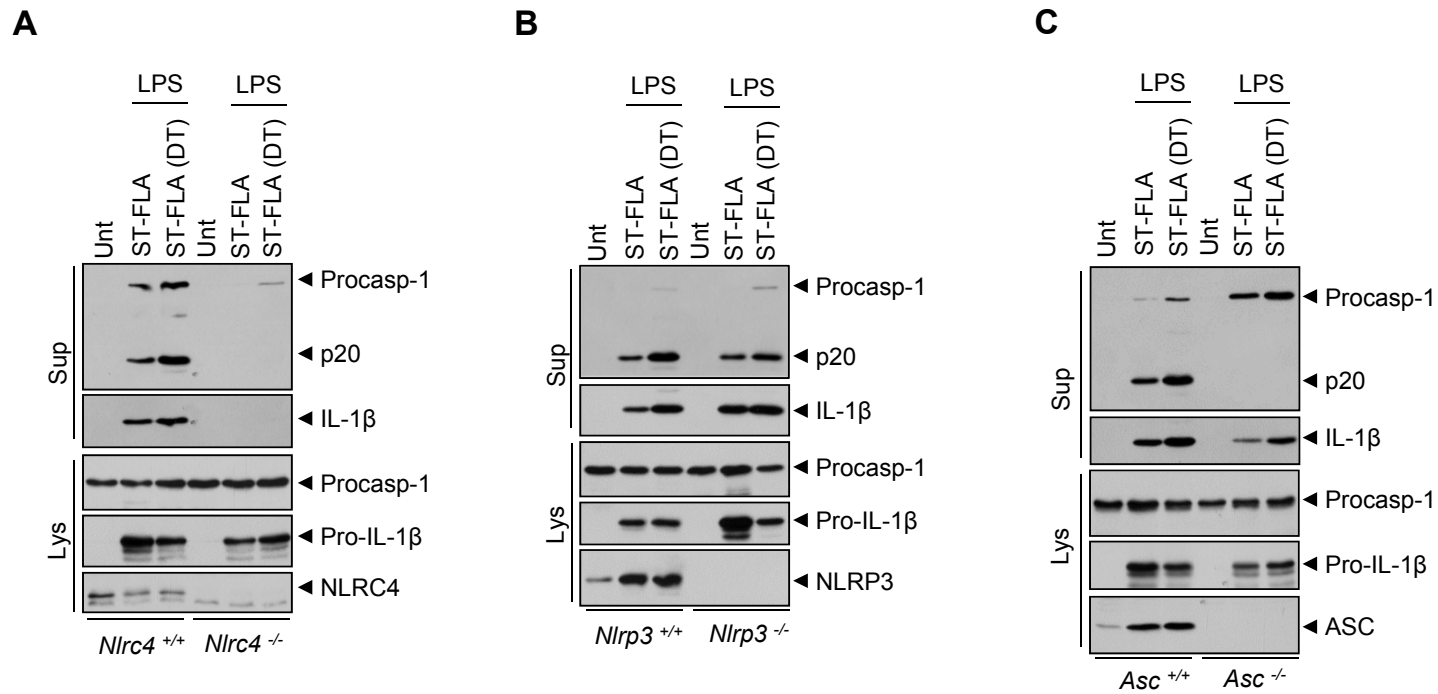 A
LPS LPS
Unt ST-FLA ST-FLA (DT) Unt ST-FLA ST-FLA (DT)
Sup
Procasp-1
p20
IL-1β
Lys
Procasp-1
Pro-IL-1β
NLRC4
Nlrc4 +/+ Nlrc4 -/-
B
LPS LPS
Unt ST-FLA ST-FLA (DT) Unt ST-FLA ST-FLA (DT)
Sup
Procasp-1
p20
IL-1β
Lys
Procasp-1
Pro-IL-1β
NLRP3
Nlrp3 +/+ Nlrp3 -/-
C
LPS LPS
Unt ST-FLA ST-FLA (DT) Unt ST-FLA ST-FLA (DT)
Sup
Procasp-1
p20
IL-1β
Lys
Procasp-1
Pro-IL-1β
ASC
Asc +/+ Asc -/-